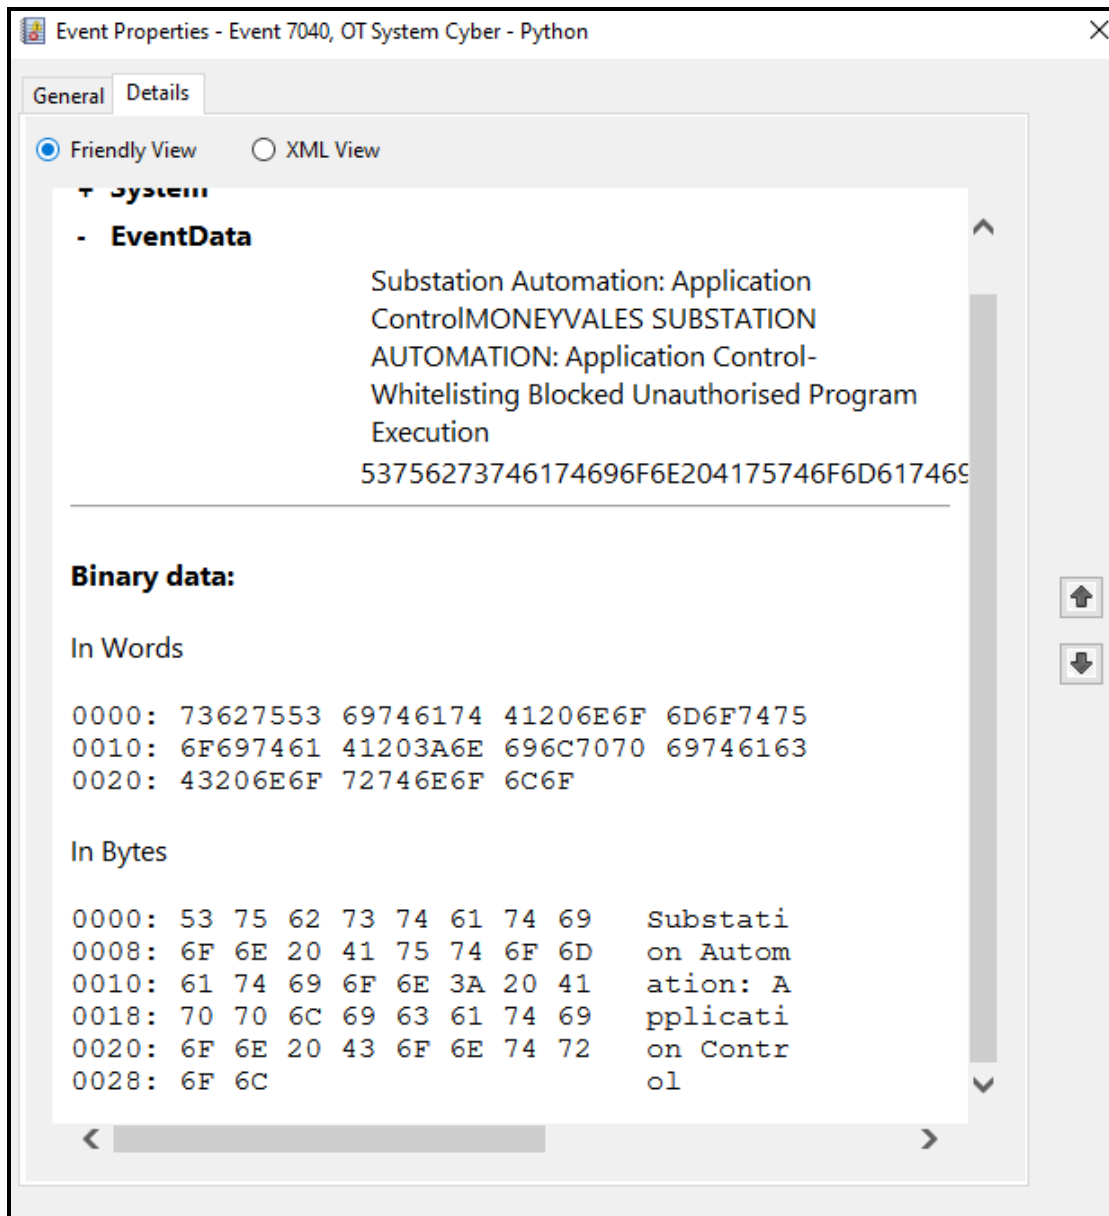 Event Properties - Event 7040, OT System Cyber - Python
General Details
Friendly View XML View
+ System
- EventData
Substation Automation: Application
ControlMONEYVALES SUBSTATION
AUTOMATION: Application Control-
Whitelisting Blocked Unauthorised Program
Execution
53756273746174696F6E204175746F6D617469
Binary data:
In Words
0000: 73627553 69746174 41206E6F 6D6F7475
0010: 6F697461 41203A6E 696C7070 69746163
0020: 43206E6F 72746E6F 6C6F
In Bytes
0000: 53 75 62 73 74 61 74 69 Substati
0008: 6F 6E 20 41 75 74 6F 6D on Autom
0010: 61 74 69 6F 6E 3A 20 41 ation: A
0018: 70 70 6C 69 63 61 74 69 pplicati
0020: 6F 6E 20 43 6F 6E 74 72 on Contr
0028: 6F 6C ol